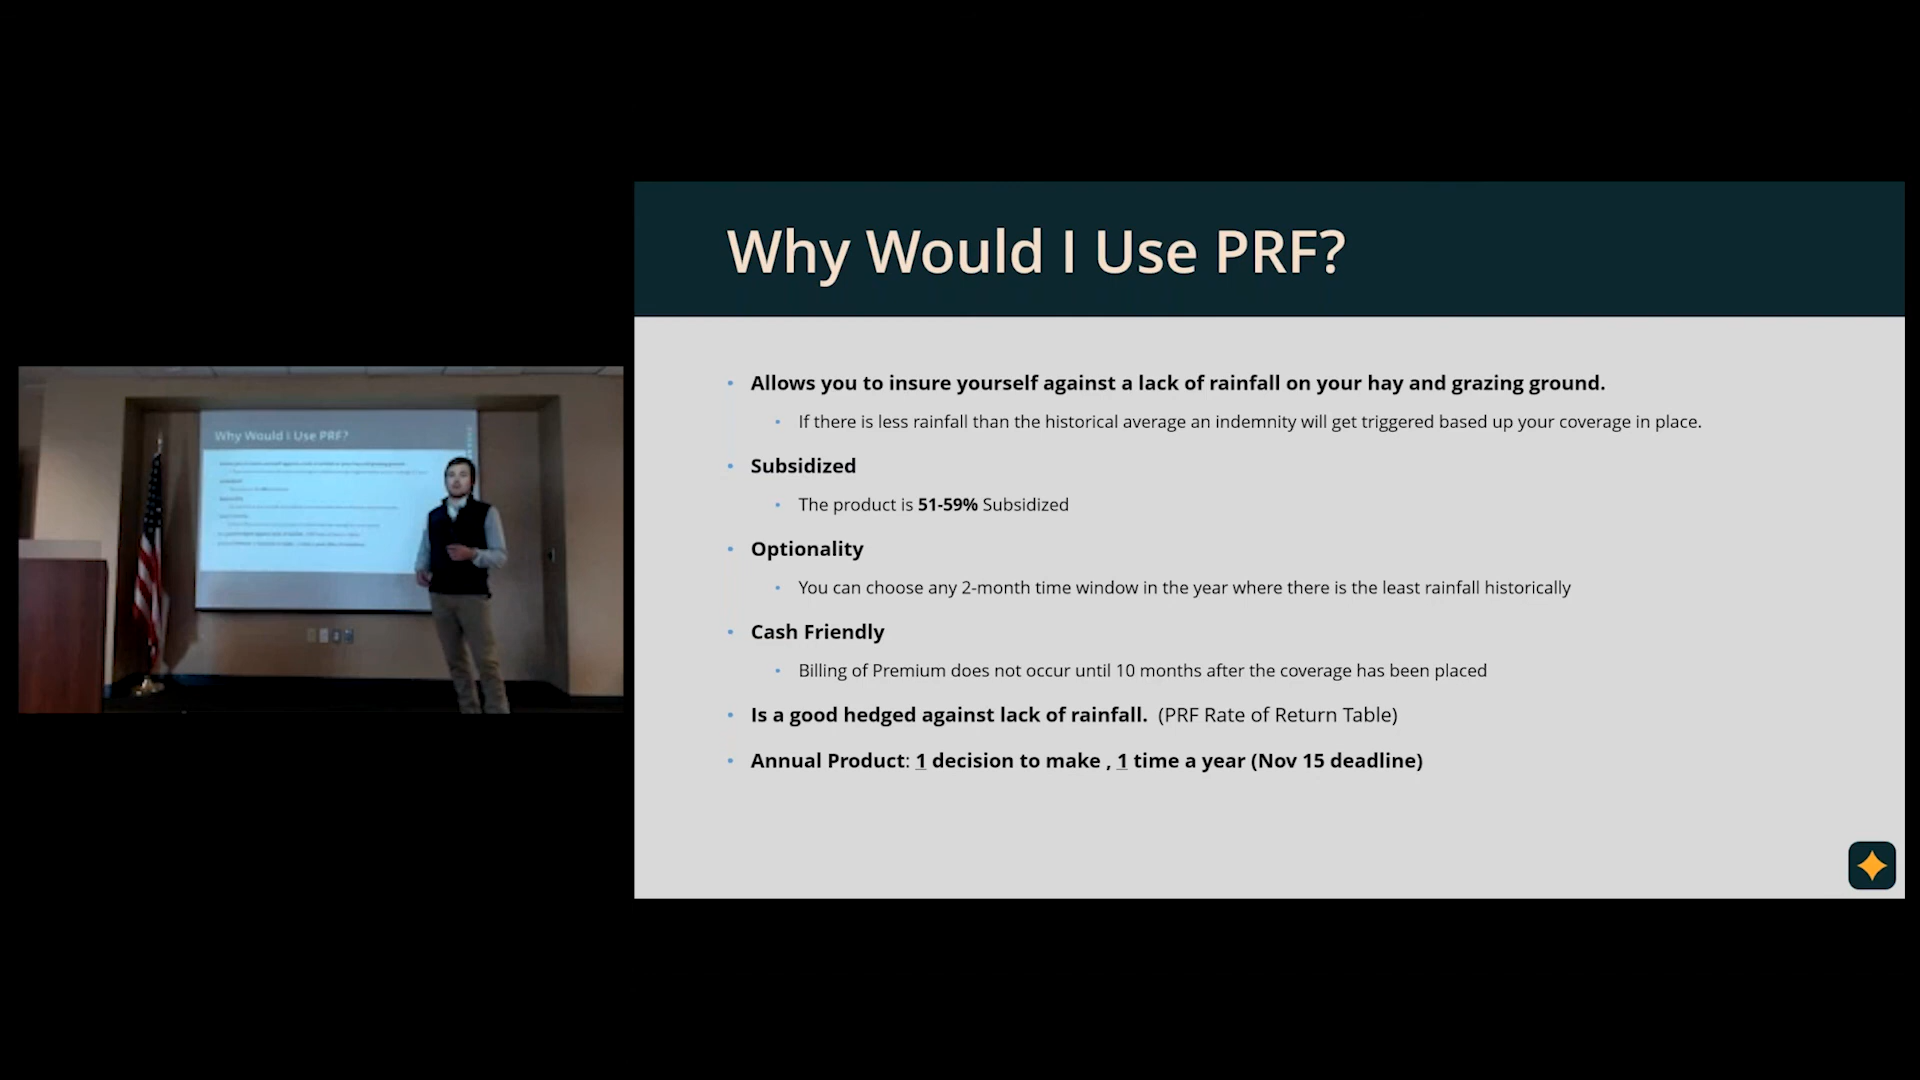 Why Would I Use PRF?
Why Would I Use PRF?
• Allows you to insure yourself against a lack of rainfall on your hay and grazing ground.
• If there is less rainfall than the historical average an indemnity will get triggered based up your coverage in place.
• Subsidized
• The product is 51-59% Subsidized
• Optionality
• You can choose any 2-month time window in the year where there is the least rainfall historically
• Cash Friendly
• Billing of Premium does not occur until 10 months after the coverage has been placed
• Is a good hedged against lack of rainfall. (PRF Rate of Return Table)
• Annual Product: 1 decision to make , 1 time a year (Nov 15 deadline)